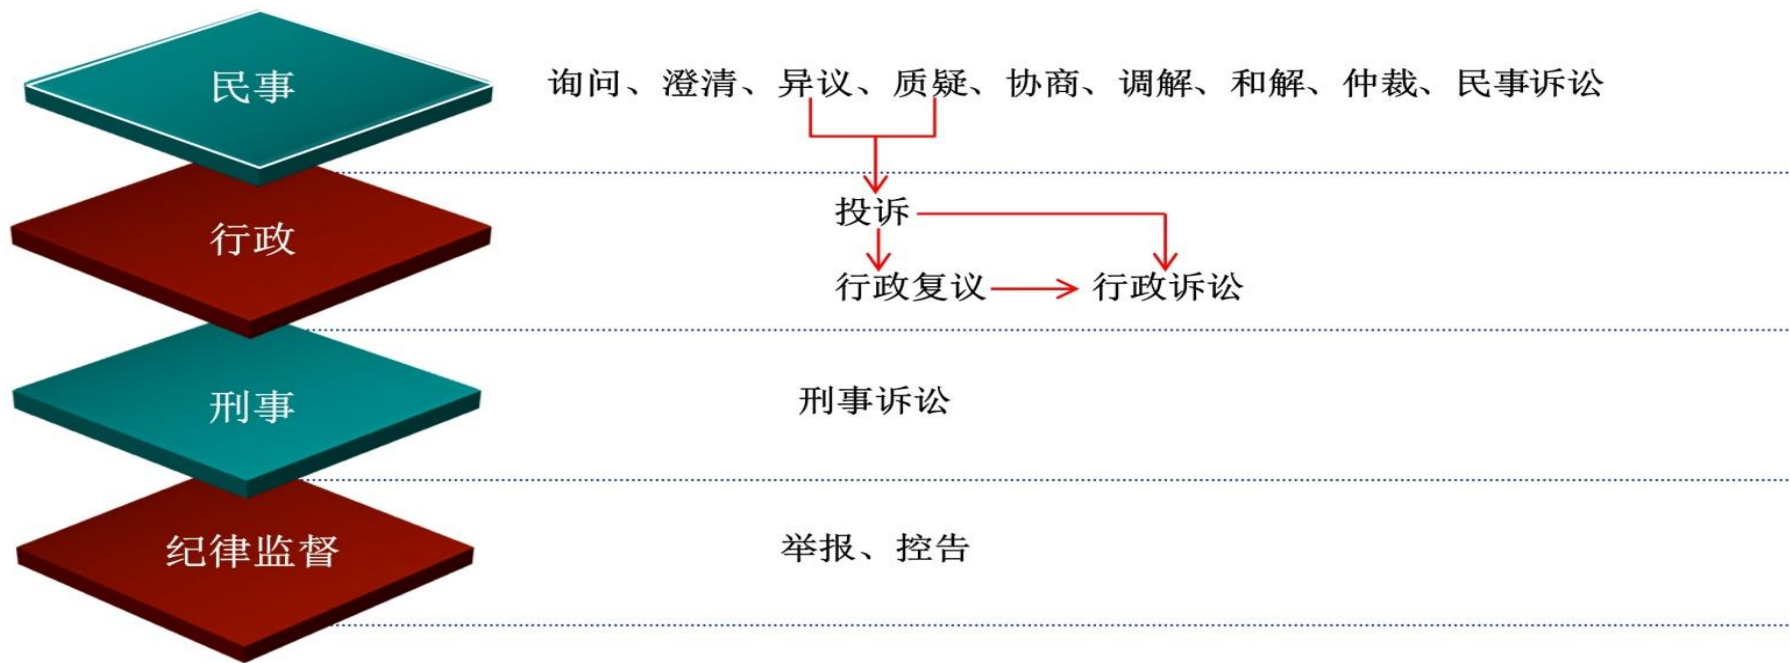 民事
询问、澄清、异议、质疑、协商、调解、和解、仲裁、民事诉讼
行政
投诉
行政复议
行政诉讼
刑事
刑事诉讼
纪律监督
举报、控告